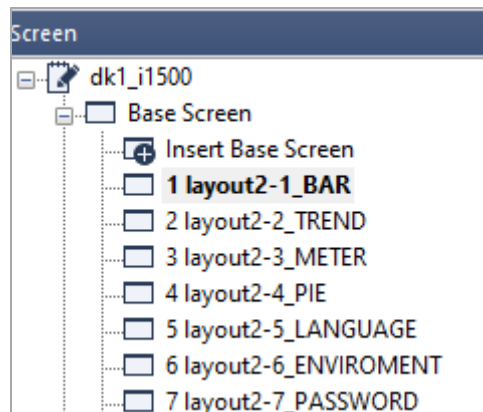 Screen
dk1_i1500
Base Screen
Insert Base Screen
1 layout2-1_BAR
2 layout2-2_TREND
3 layout2-3_METER
4 layout2-4_PIE
5 layout2-5_LANGUAGE
6 layout2-6_ENVIROMENT
7 layout2-7_PASSWORD